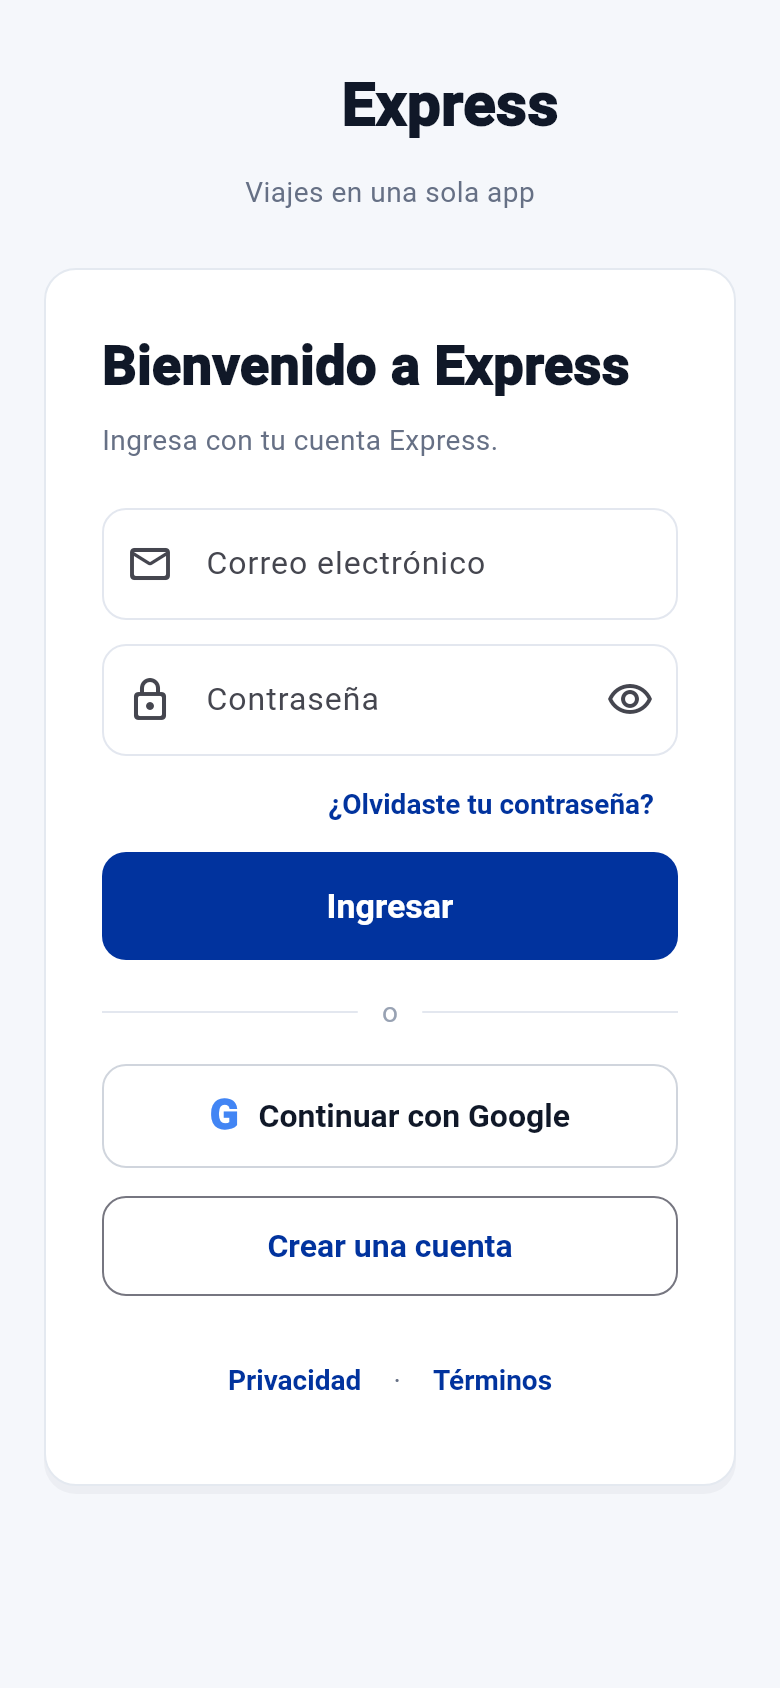 Express
Viajes en una sola app
Bienvenido a Express
Ingresa con tu cuenta Express.
Correo electrónico
Contraseña
¿Olvidaste tu contraseña?
Ingresar
o
G Continuar con Google
Crear una cuenta
Privacidad · Términos